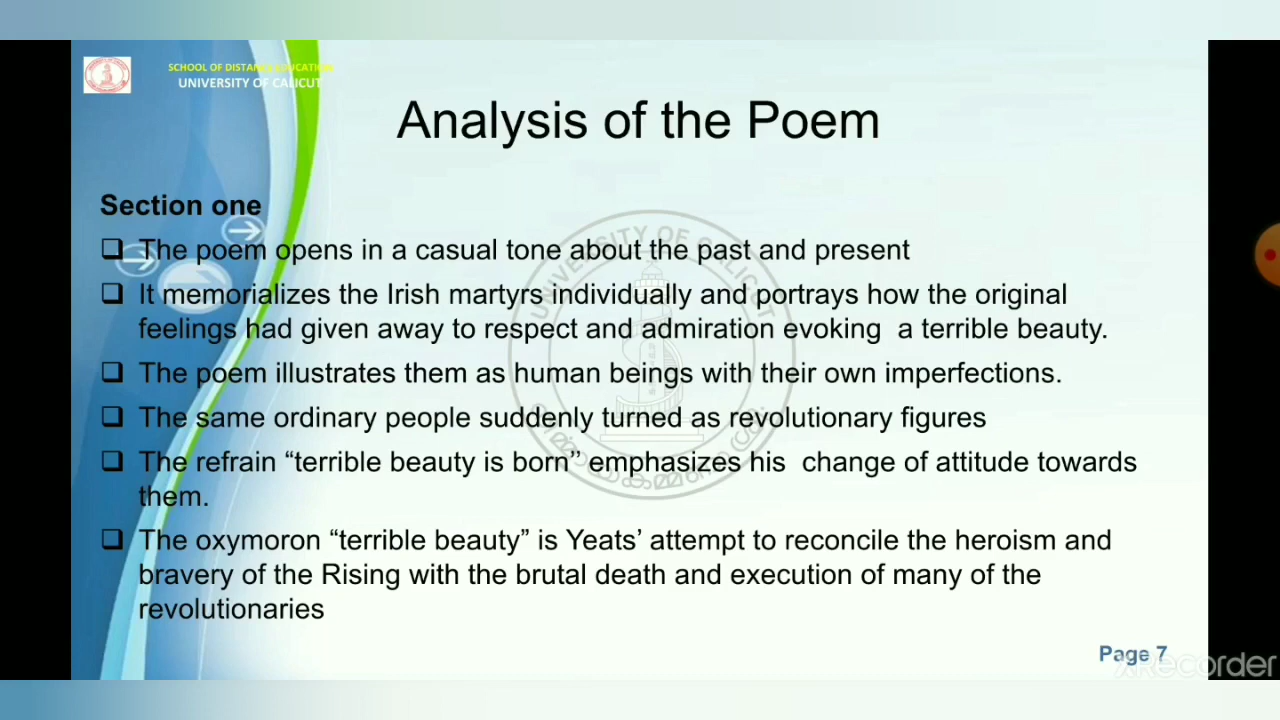 SCHOOL OF DISTANCE EDUCATION
UNIVERSITY OF CALICUT
Analysis of the Poem
Section one
❑ The poem opens in a casual tone about the past and present
❑ It memorializes the Irish martyrs individually and portrays how the original
feelings had given away to respect and admiration evoking a terrible beauty.
❑ The poem illustrates them as human beings with their own imperfections.
❑ The same ordinary people suddenly turned as revolutionary figures
❑ The refrain “terrible beauty is born’’ emphasizes his change of attitude towards
them.
❑ The oxymoron “terrible beauty” is Yeats’ attempt to reconcile the heroism and
bravery of the Rising with the brutal death and execution of many of the
revolutionaries
UNIVERSITY OF CALICUT
Page 7
XRecorder